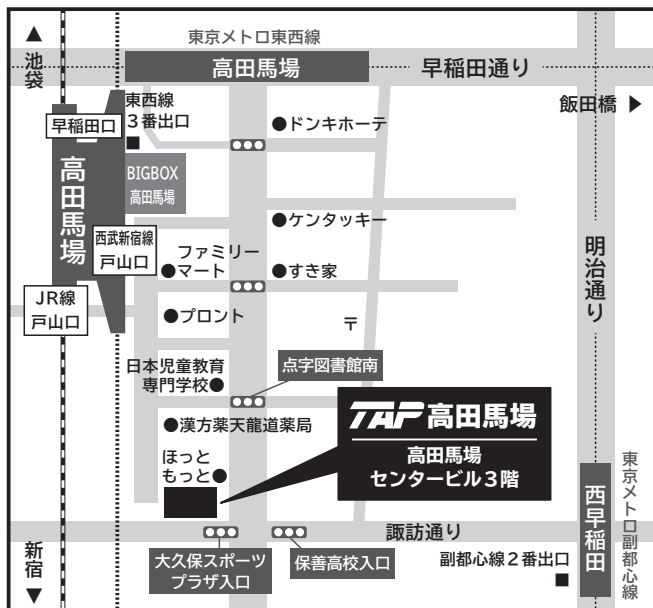 東京メトロ東西線
▲
池袋
高田馬場
早稲田通り
飯田橋 ▶
早稲田口
東西線
3番出口
■
●ドンキホーテ
BIGBOX
高田馬場
高田馬場
●ケンタッキー
西武新宿線
戸山口
ファミリー
●マート
●すき家
明治通り
JR線
戸山口
●プロント
〒
日本児童教育
専門学校●
点字図書館南
●漢方薬天龍道薬局
TAP 高田馬場
高田馬場
センタービル3階
ほっと
もっと●
西早稲田
東京メトロ副都心線
諏訪通り
新宿
▼
大久保スポーツ
プラザ入口
保善高校入口
副都心線2番出口
■